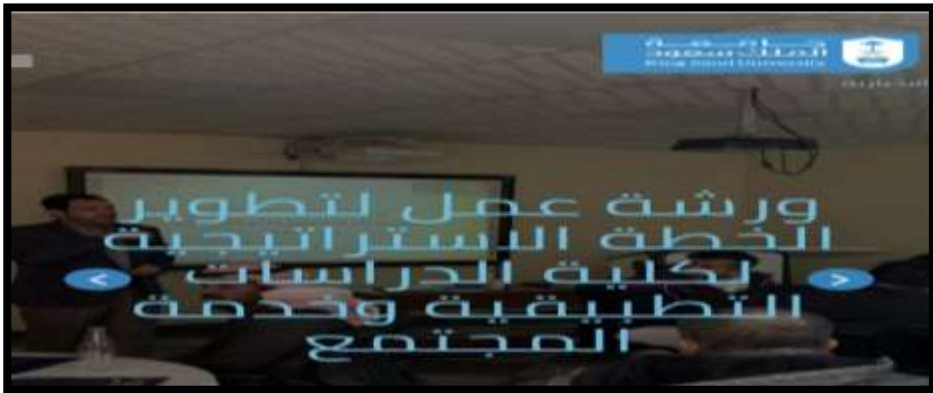 جامعة
الملك سعود
King Saud University
ورشة عمل لتطوير
الخطة الاستراتيجية
لكلية الدراسات
التطبيقية وخدمة
المجتمع